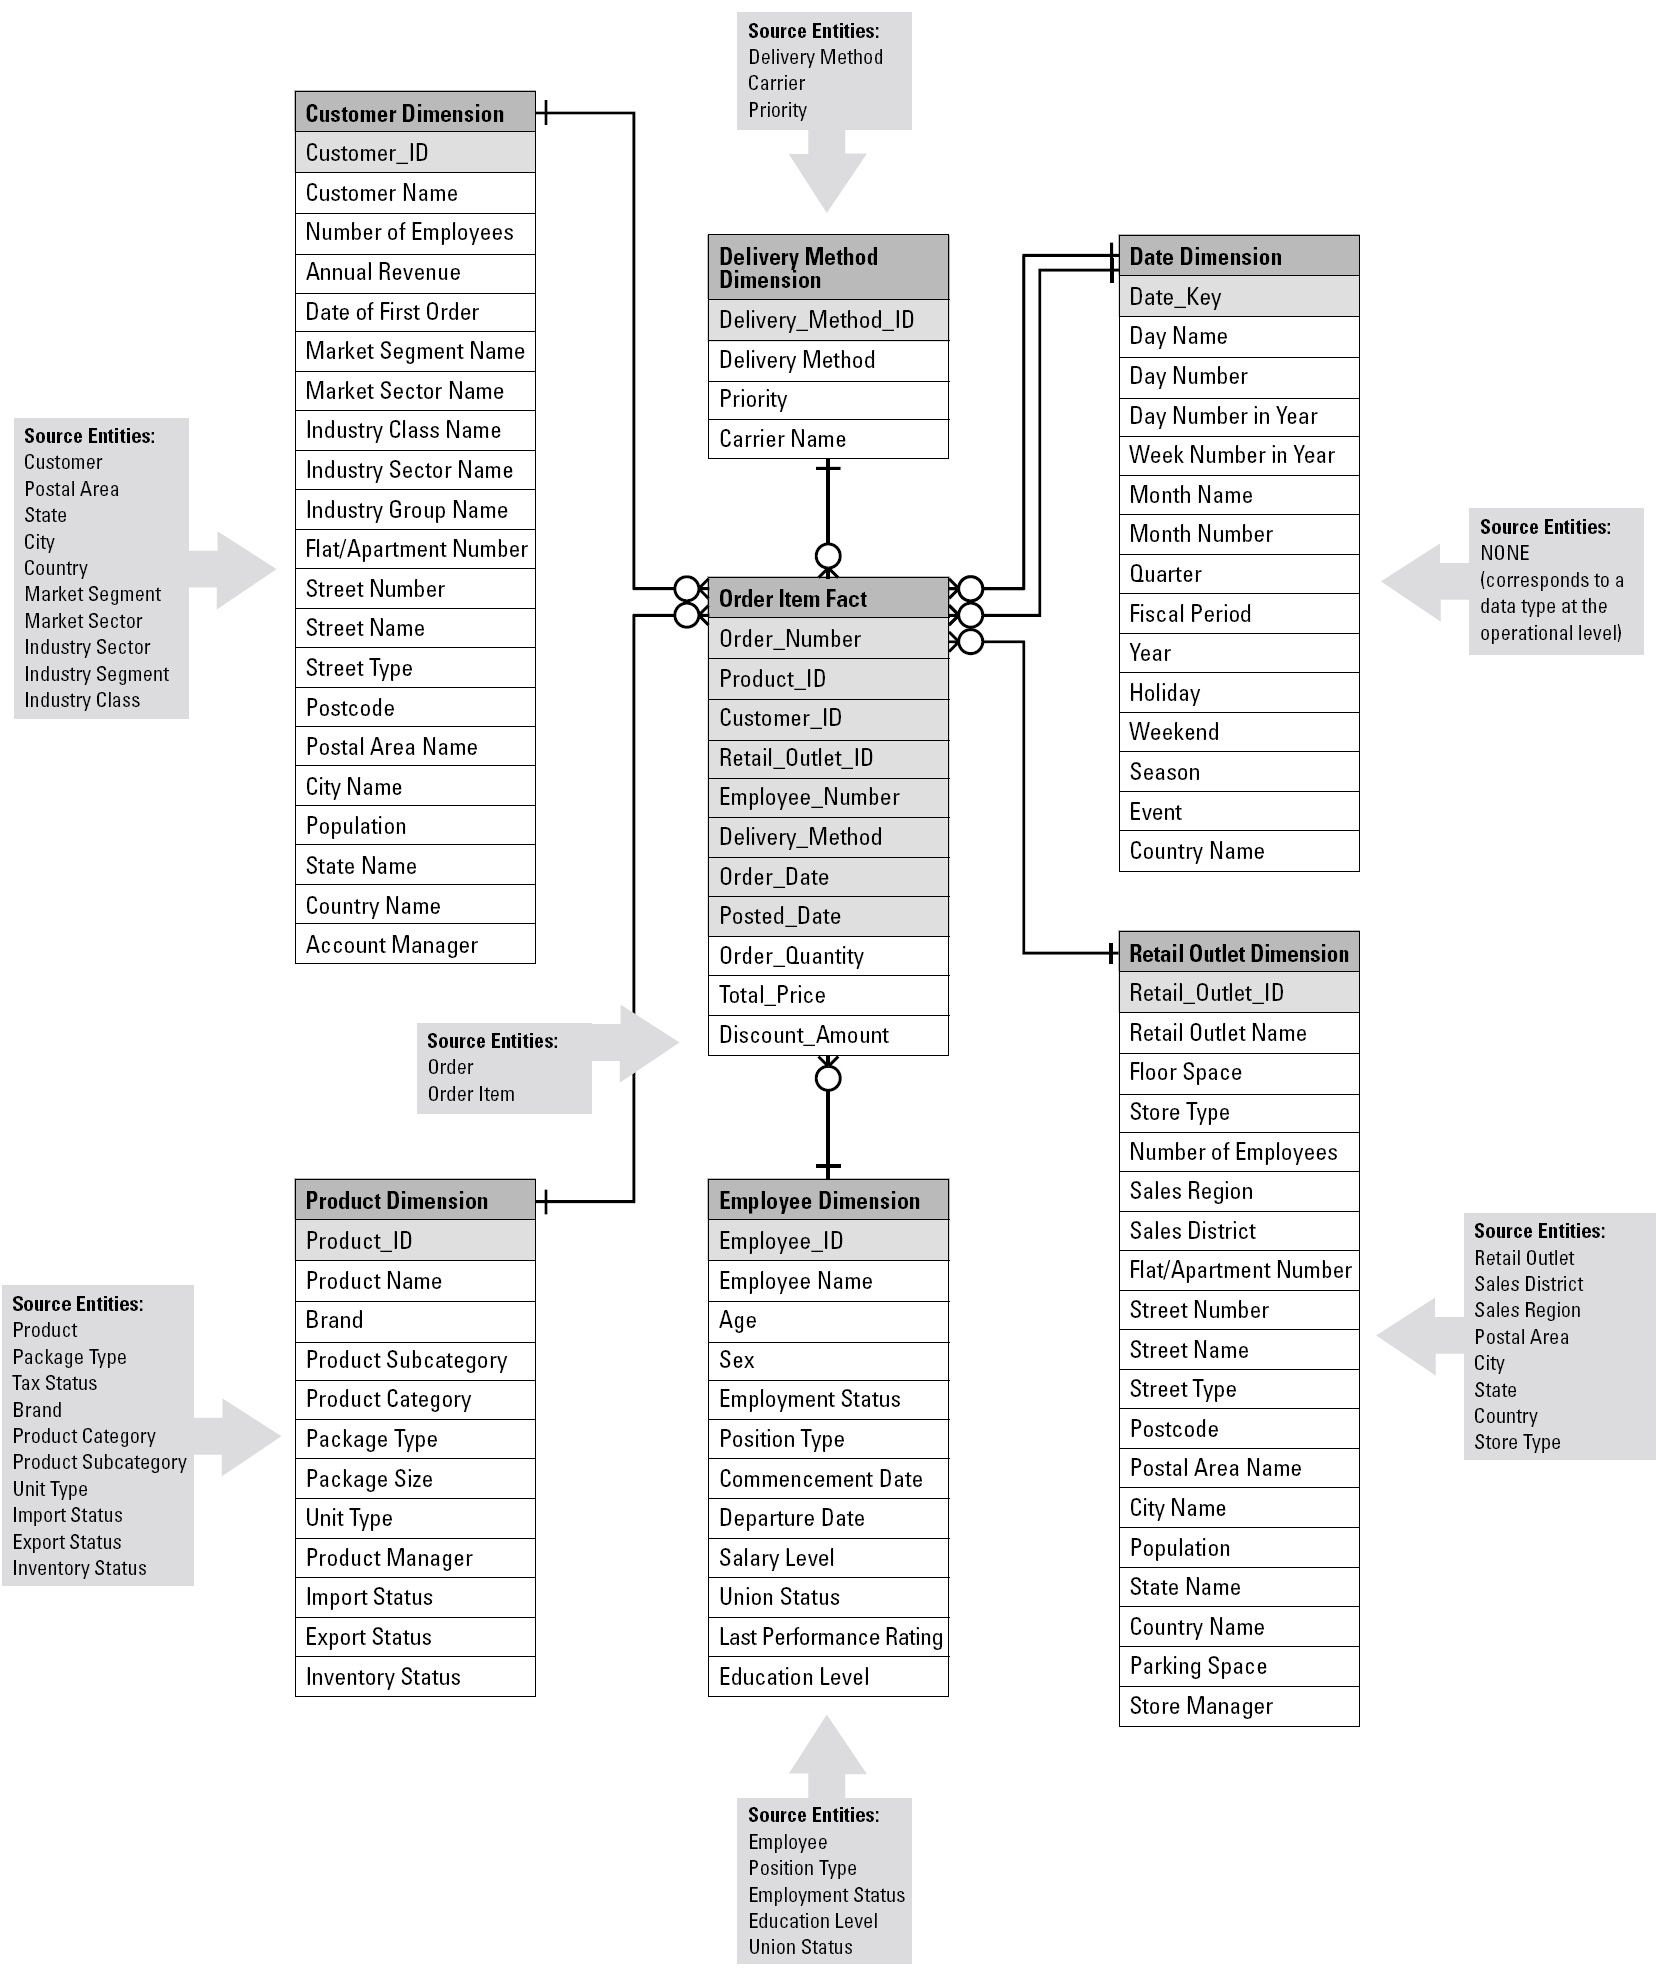 Source Entities:
Delivery Method
Carrier
Priority
Customer Dimension
Customer_ID
Customer Name
Number of Employees
Annual Revenue
Date of First Order
Market Segment Name
Market Sector Name
Industry Class Name
Industry Sector Name
Industry Group Name
Flat/Apartment Number
Street Number
Street Name
Street Type
Postcode
Postal Area Name
City Name
Population
State Name
Country Name
Account Manager
Source Entities:
Customer
Postal Area
State
City
Country
Market Segment
Market Sector
Industry Sector
Industry Segment
Industry Class
Delivery Method
Dimension
Delivery_Method_ID
Delivery Method
Priority
Carrier Name
Date Dimension
Date_Key
Day Name
Day Number
Day Number in Year
Week Number in Year
Month Name
Month Number
Quarter
Fiscal Period
Year
Holiday
Weekend
Season
Event
Country Name
Source Entities:
NONE
(corresponds to a
data type at the
operational level)
Order Item Fact
Order_Number
Product_ID
Customer_ID
Retail_Outlet_ID
Employee_Number
Delivery_Method
Order_Date
Posted_Date
Order_Quantity
Total_Price
Discount_Amount
Source Entities:
Order
Order Item
Retail Outlet Dimension
Retail_Outlet_ID
Retail Outlet Name
Floor Space
Store Type
Number of Employees
Sales Region
Sales District
Flat/Apartment Number
Street Number
Street Name
Street Type
Postcode
Postal Area Name
City Name
Population
State Name
Country Name
Parking Space
Store Manager
Source Entities:
Retail Outlet
Sales District
Sales Region
Postal Area
City
State
Country
Store Type
Product Dimension
Product_ID
Product Name
Brand
Product Subcategory
Product Category
Package Type
Package Size
Unit Type
Product Manager
Import Status
Export Status
Inventory Status
Source Entities:
Product
Package Type
Tax Status
Brand
Product Category
Product Subcategory
Unit Type
Import Status
Export Status
Inventory Status
Employee Dimension
Employee_ID
Employee Name
Age
Sex
Employment Status
Position Type
Commencement Date
Departure Date
Salary Level
Union Status
Last Performance Rating
Education Level
Source Entities:
Employee
Position Type
Employment Status
Education Level
Union Status